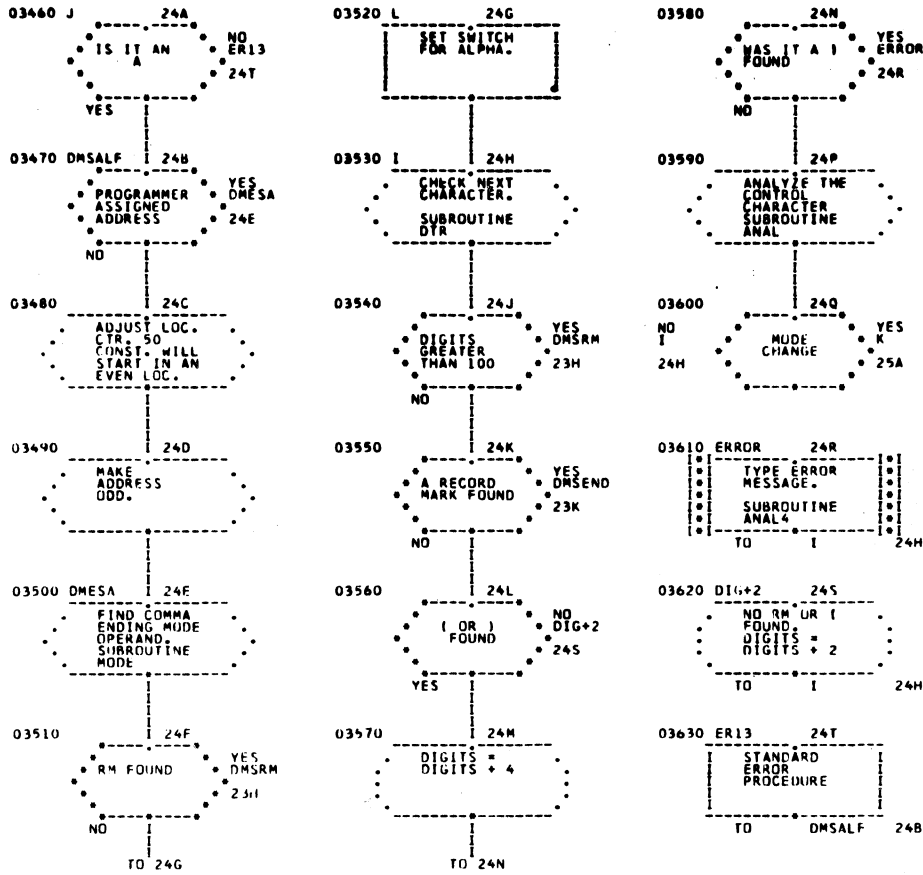 03460 J 24A
IS IT AN
A
NO
ER13
24T
YES
03470 DMSALF 24B
PROGRAMMER
ASSIGNED
ADDRESS
YES
DMESA
24E
NO
03480 24C
ADJUST LOC.
CTR. SO
CONST. WILL
START IN AN
EVEN LOC.
03490 24D
MAKE
ADDRESS
ODD.
03500 DMESA 24E
FIND COMMA
ENDING MODE
OPERAND.
SUBROUTINE
MODE
03510 24F
RM FOUND
YES
DMSRM
23H
NO
TO 24G
03520 L 24G
SET SWITCH
FOR ALPHA.
03530 I 24H
CHECK NEXT
CHARACTER.
SUBROUTINE
DTR
03540 24J
DIGITS
GREATER
THAN 100
YES
DMSRM
23H
NO
03550 24K
A RECORD
MARK FOUND
YES
DMSEND
23K
NO
03560 24L
( OR )
FOUND
NO
DIG+2
24S
YES
03570 24M
DIGITS =
DIGITS + 4
TO 24N
03580 24N
WAS IT A )
FOUND
YES
ERROR
24R
NO
03590 24P
ANALYZE THE
CONTROL
CHARACTER
SUBROUTINE
ANAL
03600 24Q
NO
I
24H
MODE
CHANGE
YES
K
25A
03610 ERROR 24R
TYPE ERROR
MESSAGE.
SUBROUTINE
ANAL4
TO I 24H
03620 DIG+2 24S
NO RM OR (
FOUND.
DIGITS =
DIGITS + 2
TO I 24H
03630 ER13 24T
STANDARD
ERROR
PROCEDURE
TO DMSALF 24B